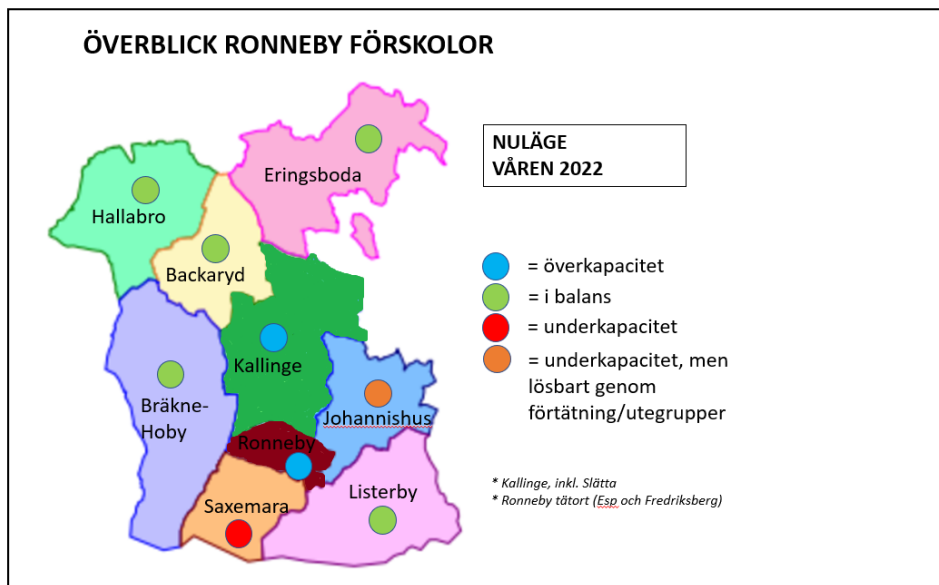 ÖVERBLICK RONNEBY FÖRSKOLOR
NULÄGE
VÅREN 2022
Eringsboda
Hallabro
Backaryd
Kallinge
Bräkne-
Hoby
Johannishus
Ronneby
Saxemara
Listerby
= överkapacitet
= i balans
= underkapacitet
= underkapacitet, men
lösbart genom
förtätning/utegrupper
* Kallinge, inkl. Slätta
* Ronneby tätort (Esp och Fredriksberg)